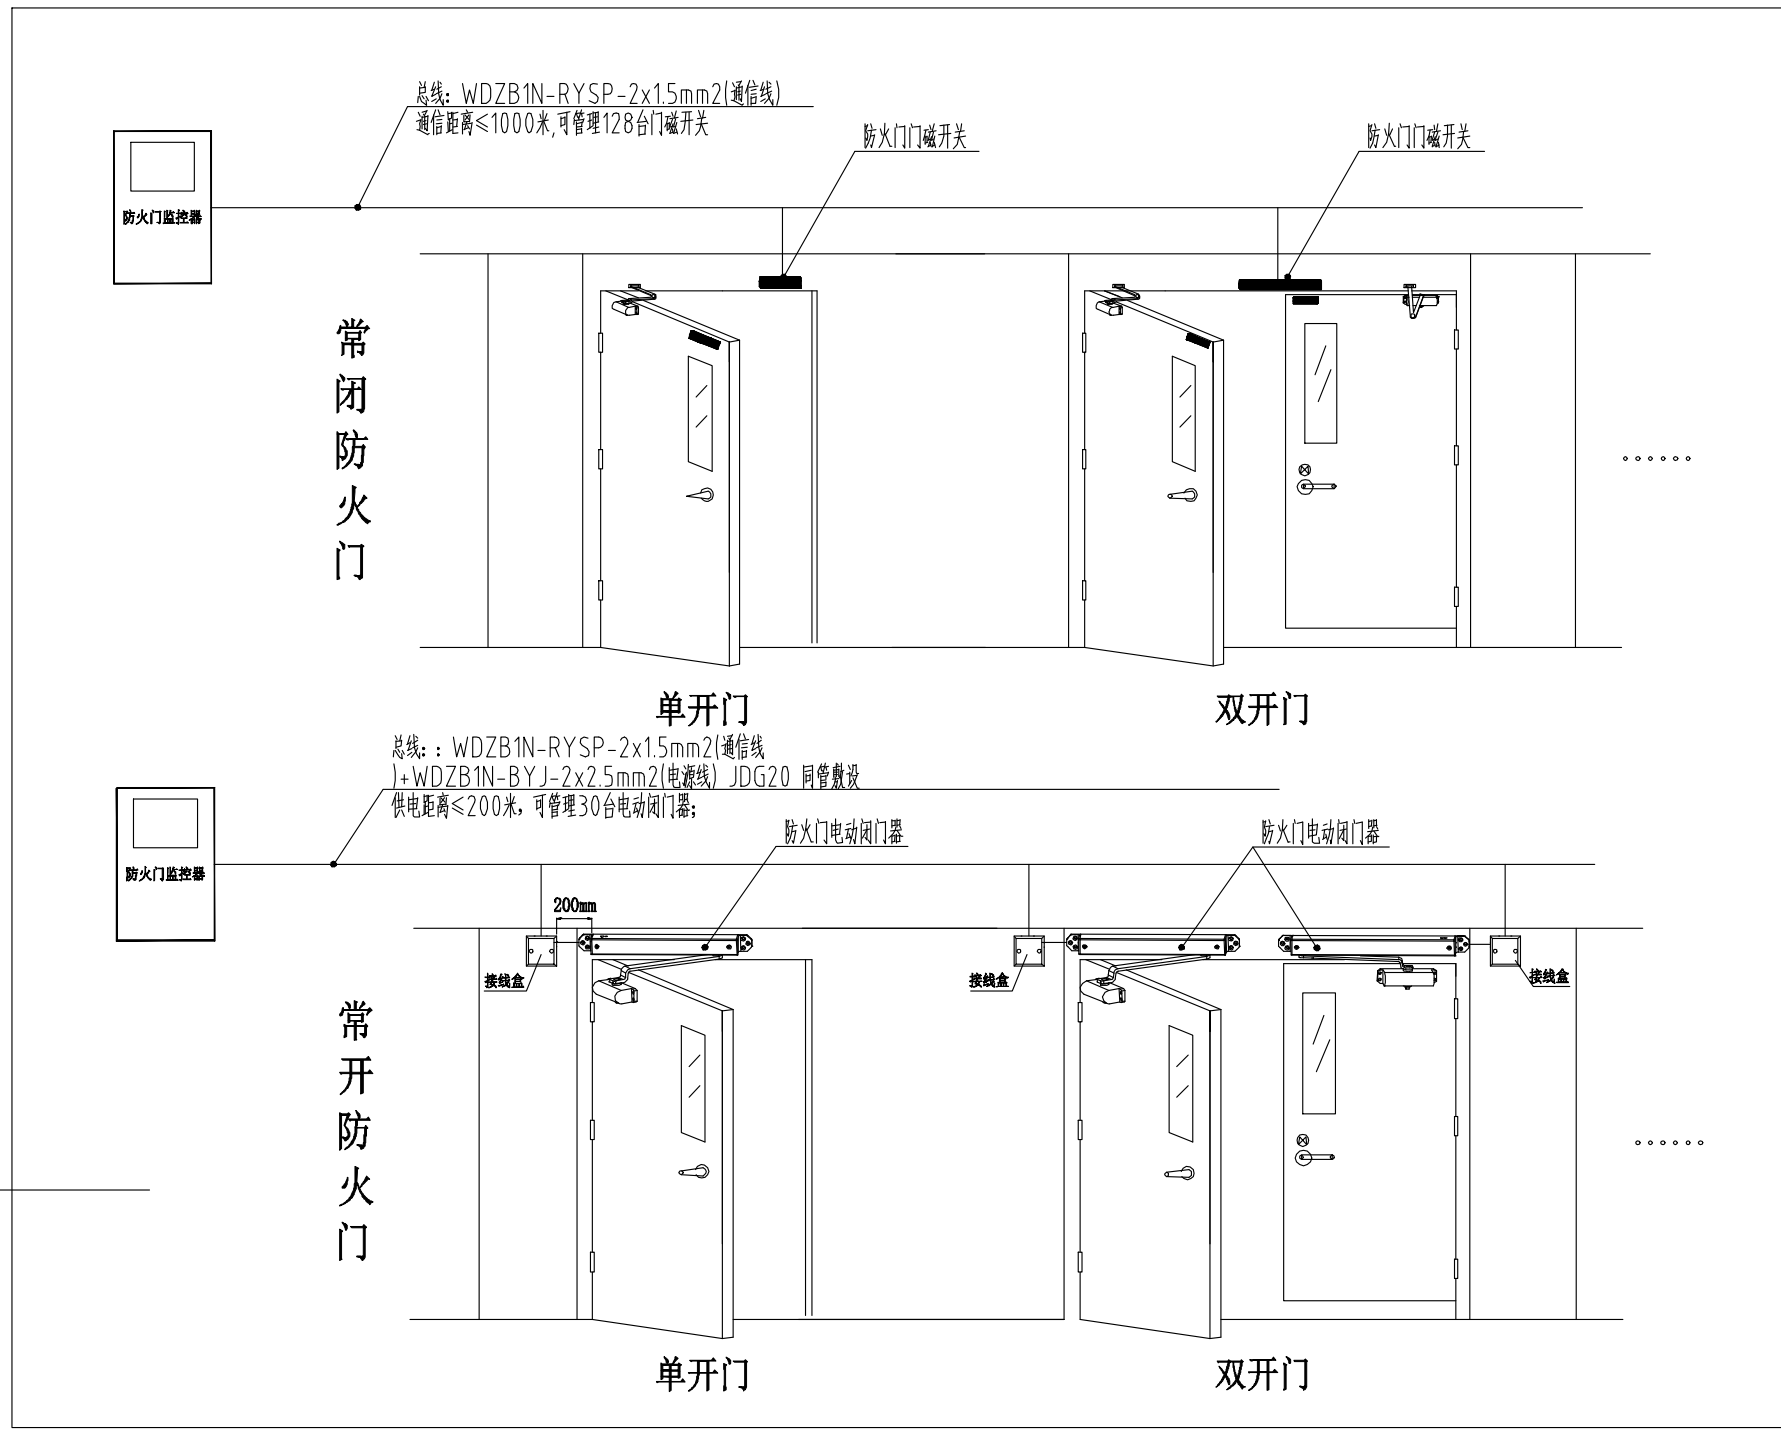 总线: WDZB1N-RYSP-2x1.5mm2(通信线)
通信距离≤1000米,可管理128台门磁开关
防火门门磁开关
防火门门磁开关
防火门监控器
常闭防火门
单开门
双开门
总线: : WDZB1N-RYSP-2x1.5mm2(通信线
)+WDZB1N-BYJ-2x2.5mm2(电源线) JDG20 同管敷设
供电距离≤200米，可管理30台电动闭门器;
防火门电动闭门器
防火门电动闭门器
防火门监控器
200mm
接线盒
接线盒
接线盒
常开防火门
单开门
双开门